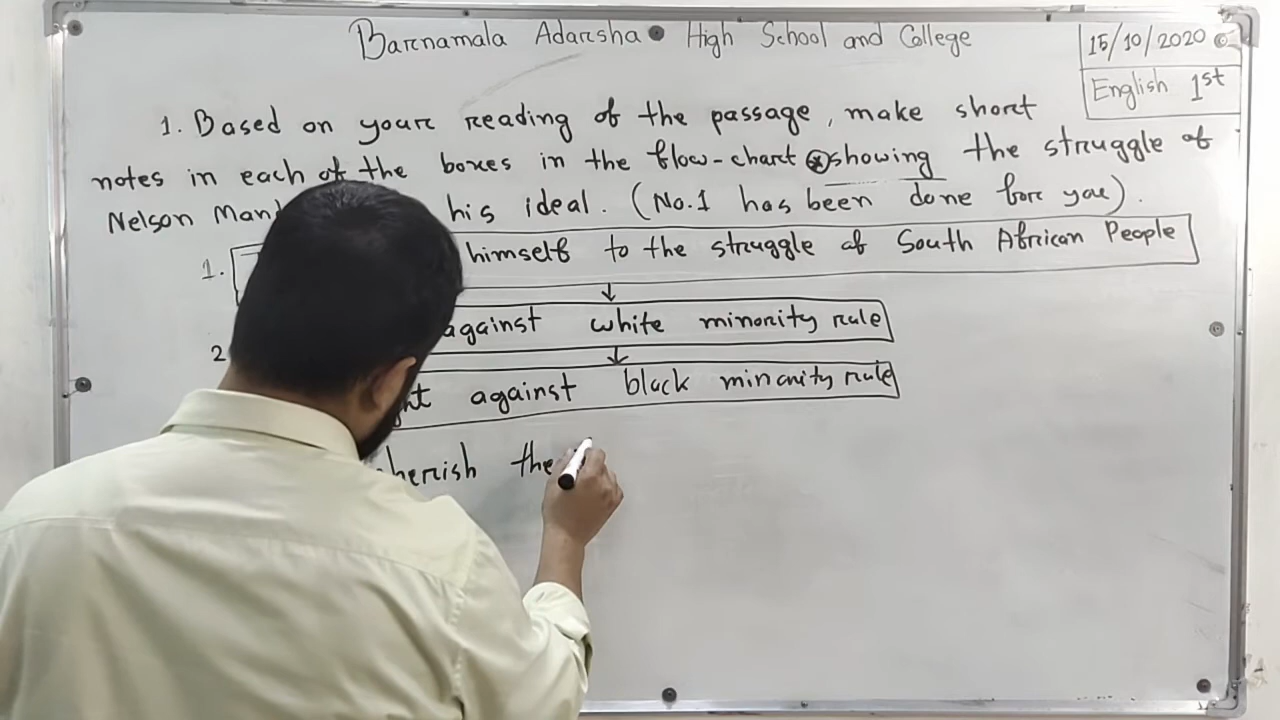 Barnamala Adarsha High School and College
15/10/2020
English 1st
1. Based on your reading of the passage, make short
notes in each of the boxes in the flow-chart showing the struggle of
Nelson his ideal. (No.1 has been done for you).
1. himself to the struggle of South African People
2 against white minority rule
against black minority rule
the